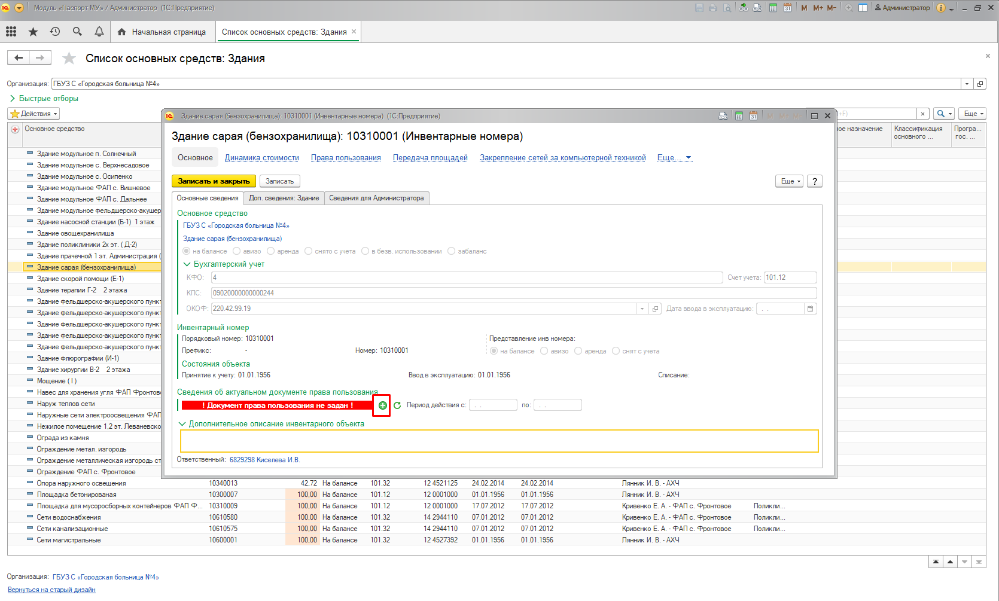 Модуль «Паспорт МУ» / Администратор (1С:Предприятие)
M M+ M- Администратор
Начальная страница
Список основных средств: Здания
Список основных средств: Здания
Организация: ГБУЗ С «Городская больница №4»
Быстрые отборы
Действия
+F)
Еще
Основное средство
ое назначение
Классификация основного ...
Програ... гос. ...
Здание модульное п. Солнечный
Здание модульное с. Верхнесадовое
Здание модульное с. Осипенко
Здание модульное ФАП с. Вишневое
Здание модульное ФАП с. Дальнее
Здание модульное фельдшерско-акушер
Здание насосной станции (Б-1) 1 этаж
Здание овощехранилища
Здание поликлиники 2х эт. ( Д-2)
Здание прачечной 1 эт. Администрация (
Здание сарая (бензохранилища)
Здание скорой помощи (Е-1)
Здание терапии Г-2 2 этажа
Здание фельдшерско-акушерского пункт
Здание фельдшерско-акушерского пункт
Здание фельдшерско-акушерского пункт
Здание фельдшерско-акушерского пункт
Здание фельдшерско-акушерского пункт
Здание флюрографии (И-1)
Здание хирургии В-2 2 этажа
Мощение ( I )
Навес для хранения угля ФАП Фронтово
Наруж теплов сети
Наружные сети электроосвещения ФАП
Нежилое помещение 1,2 эт. Леваневско
Ограда из камня
Ограждение метал. изгородь
Ограждение металлическая изгородь ст
Ограждение ФАП с. Фронтовое
Здание сарая (бензохранилища): 10310001 (Инвентарные номера) (1С:Предприятие)
M M+ M-
Здание сарая (бензохранилища): 10310001 (Инвентарные номера)
Основное Динамика стоимости Права пользования Передача площадей Закрепление сетей за компьютерной техникой Еще...
Записать и закрыть Записать Еще ?
Основные сведения Доп. сведения: Здание Сведения для Администратора
Основное средство
ГБУЗ С «Городская больница №4»
Здание сарая (бензохранилища)
на балансе авизо аренда снято с учета в безв. использовании забаланс
Бухгалтерский учет
КФО: 4 Счет учета: 101.12
КПС: 09020000000000244
ОКОФ: 220.42.99.19 Дата ввода в эксплуатацию: . .
Инвентарный номер
Порядковый номер: 10310001 Представление инв номера:
Префикс: - Номер: 10310001 на балансе авизо аренда снят с учета
Состояния объекта
Принятие к учету: 01.01.1956 Ввод в эксплуатацию: 01.01.1956 Списание:
Сведения об актуальном документе права пользования
! Документ права пользования не задан ! Период действия с: . . по: . .
Дополнительное описание инвентарного объекта
Ответственный: 6829298 Киселева И.В.
Опора наружного освещения 10340013 42,72 На балансе 101.32 12 4521125 24.02.2014 24.02.2014 Лянник И. В. - АХЧ
Площадка бетонированая 10300007 100,00 На балансе 101.12 12 0001000 01.01.1956 01.01.1956 Лянник И. В. - АХЧ
Площадка для мусоросборных контейнеров ФАП Ф... 10310009 100,00 На балансе 101.12 12 0001000 17.07.2012 17.07.2012 Кривенко Е. А. - ФАП с. Фронтовое Поликли...
Сети водоснабжения 10610580 100,00 На балансе 101.32 14 2944110 07.01.2012 07.01.2012 Кривенко Е. А. - ФАП с. Фронтовое Поликли...
Сети канализационные 10610575 100,00 На балансе 101.32 14 2944110 07.01.2012 07.01.2012 Кривенко Е. А. - ФАП с. Фронтовое Поликли...
Сети магистральные 10600001 100,00 На балансе 101.32 12 4527392 01.01.1956 01.01.1956 Лянник И. В. - АХЧ
Организация: ГБУЗ С «Городская больница №4»
Вернуться на старый дизайн